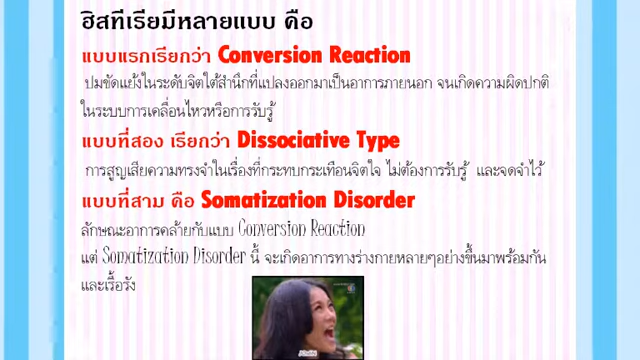 ฮิสทีเรียมีหลายแบบ คือ
แบบแรกเรียกว่า Conversion Reaction
ปมขัดแย้งในระดับจิตใต้สำนึกที่แปลงออกมาเป็นอาการภายนอก จนเกิดความผิดปกติ
ในระบบการเคลื่อนไหวหรือการรับรู้
แบบที่สอง เรียกว่า Dissociative Type
การสูญเสียความทรงจำในเรื่องที่กระทบกระเทือนจิตใจ ไม่ต้องการรับรู้ และจดจำไว้
แบบที่สาม คือ Somatization Disorder
ลักษณะอาการคล้ายกับแบบ Conversion Reaction
แต่ Somatization Disorder นี้ จะเกิดอาการทางร่างกายหลายๆอย่างขึ้นมาพร้อมกัน
และเรื้อรัง